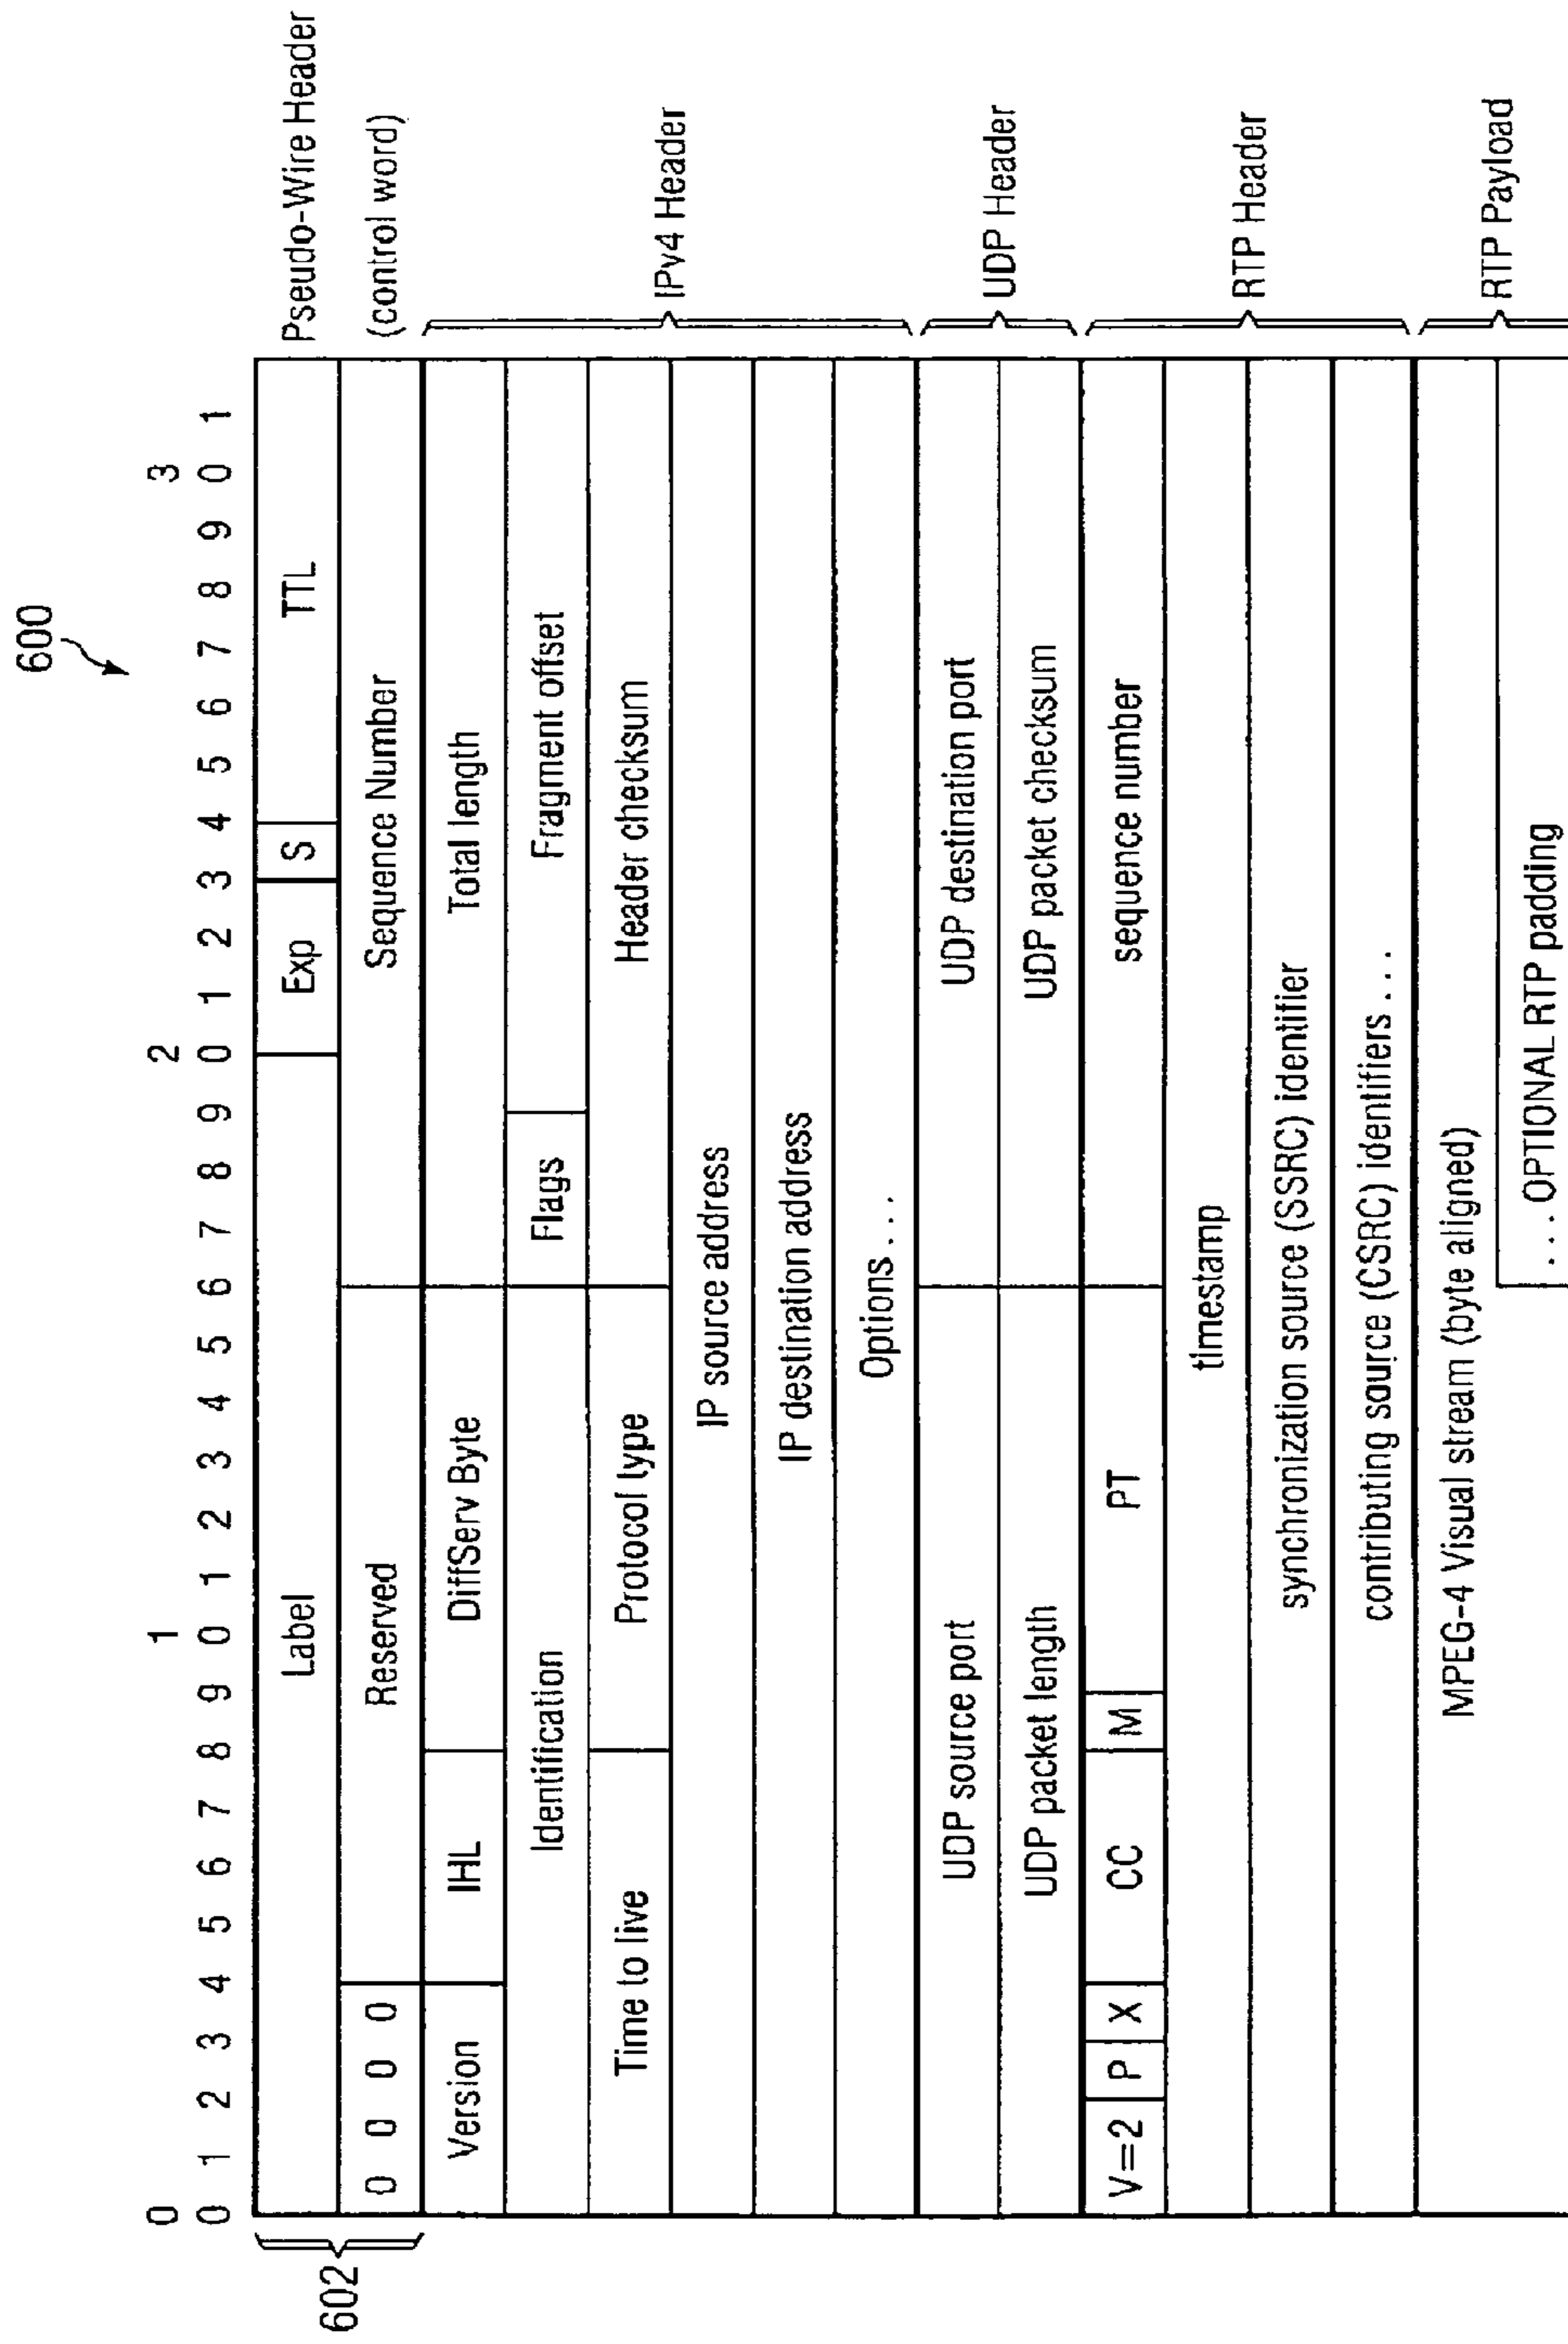 600
0 1 2 3
0 1 2 3 4 5 6 7 8 9 0 1 2 3 4 5 6 7 8 9 0 1 2 3 4 5 6 7 8 9 0 1
602
Label Exp S TTL Pseudo-Wire Header
0 0 0 0 Reserved Sequence Number (control word)
Version IHL DiffServ Byte Total length
Identification Flags Fragment offset
Time to live Protocol type Header checksum
IPv4 Header
IP source address
IP destination address
Options...
UDP source port UDP destination port
UDP Header
UDP packet length UDP packet checksum
V=2 P X CC M PT sequence number
timestamp
RTP Header
synchronization source (SSRC) identifier
contributing source (CSRC) identifiers...
MPEG-4 Visual stream (byte aligned)
RTP Payload
...OPTIONAL RTP padding